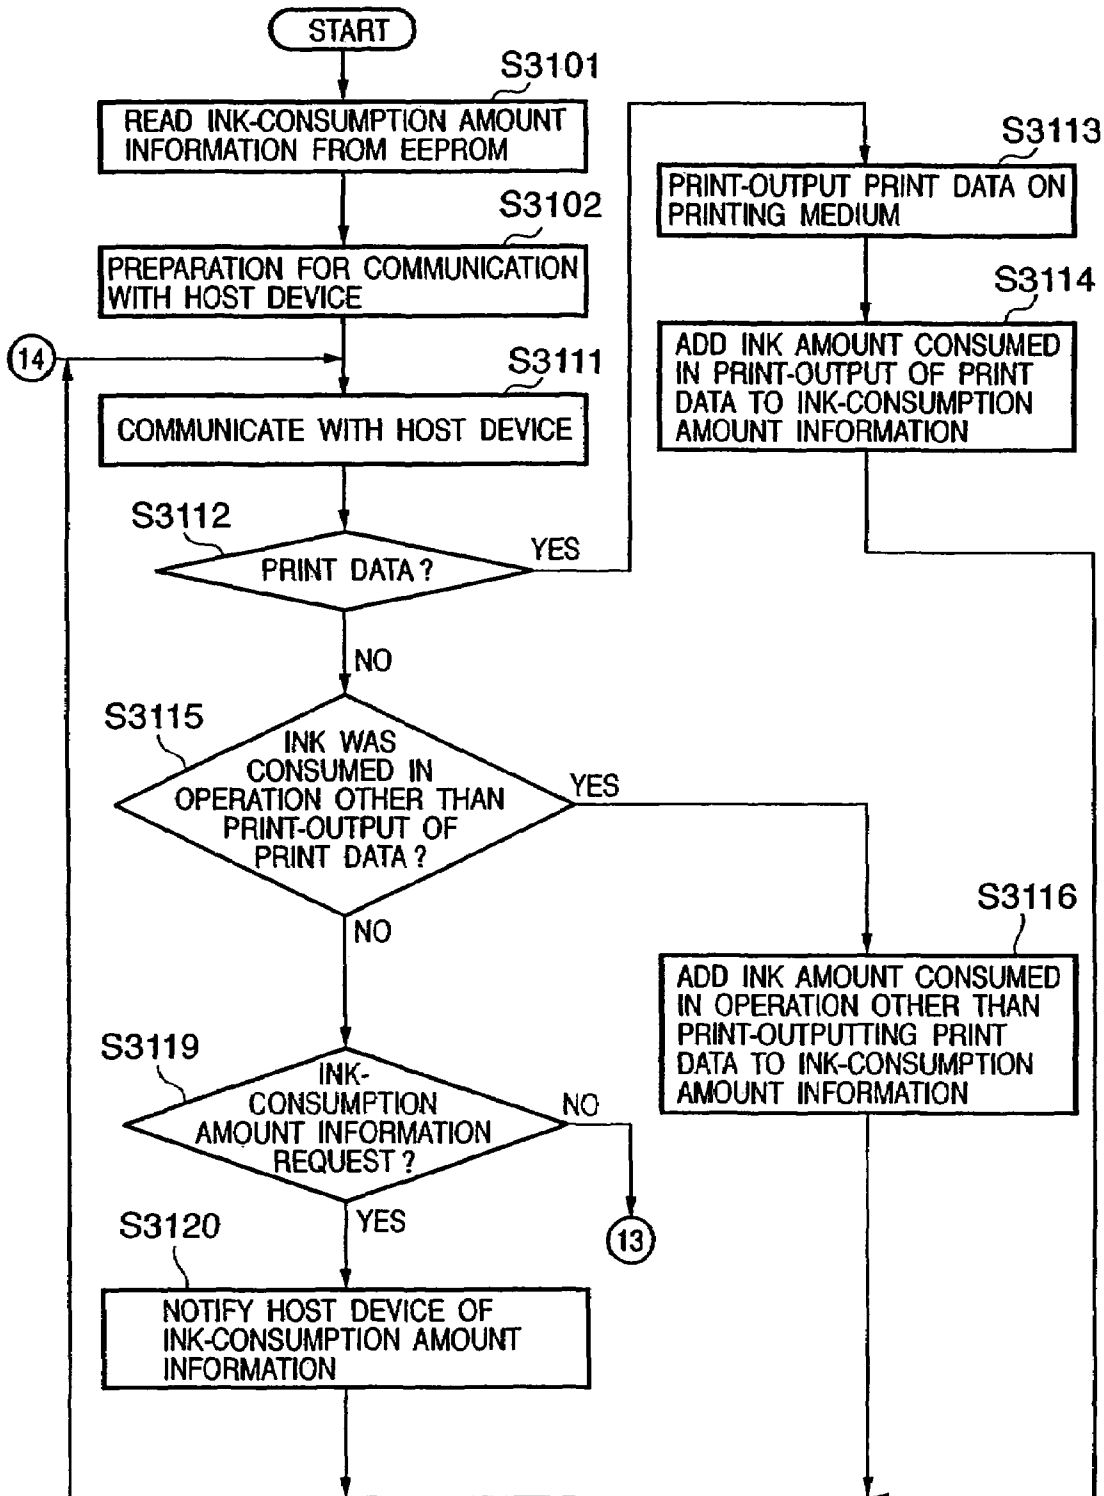 START
S3101
READ INK-CONSUMPTION AMOUNT
INFORMATION FROM EEPROM
S3102
PREPARATION FOR COMMUNICATION
WITH HOST DEVICE
14
S3111
COMMUNICATE WITH HOST DEVICE
S3112
PRINT DATA?
YES
NO
S3113
PRINT-OUTPUT PRINT DATA ON
PRINTING MEDIUM
S3114
ADD INK AMOUNT CONSUMED
IN PRINT-OUTPUT OF PRINT
DATA TO INK-CONSUMPTION
AMOUNT INFORMATION
S3115
INK WAS
CONSUMED IN
OPERATION OTHER THAN
PRINT-OUTPUT OF
PRINT DATA?
YES
NO
S3116
ADD INK AMOUNT CONSUMED
IN OPERATION OTHER THAN
PRINT-OUTPUTTING PRINT
DATA TO INK-CONSUMPTION
AMOUNT INFORMATION
S3119
INK-
CONSUMPTION
AMOUNT INFORMATION
REQUEST?
NO
13
YES
S3120
NOTIFY HOST DEVICE OF
INK-CONSUMPTION AMOUNT
INFORMATION